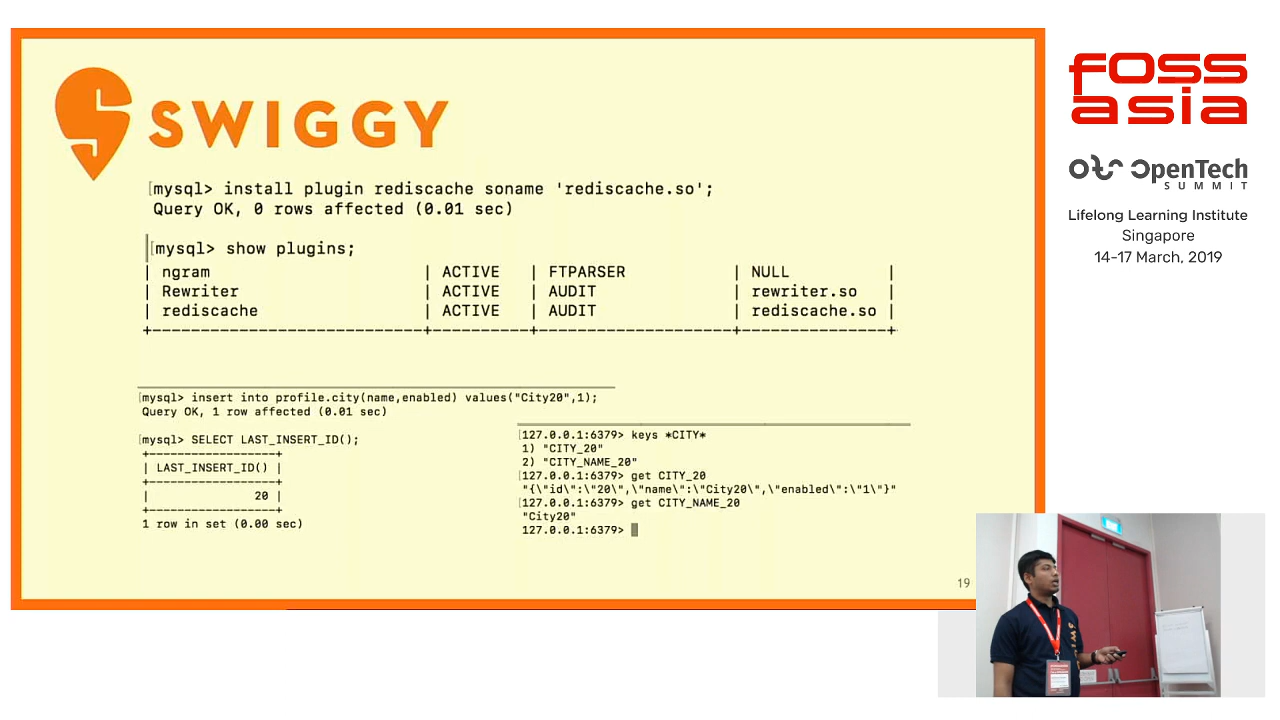 SWIGGY
[mysql> install plugin rediscache soname 'rediscache.so';
Query OK, 0 rows affected (0.01 sec)
[mysql> show plugins;
| ngram | ACTIVE | FTPARSER | NULL |
| Rewriter | ACTIVE | AUDIT | rewriter.so |
| rediscache | ACTIVE | AUDIT | rediscache.so |
[mysql> insert into profile.city(name,enabled) values("City20",1);
Query OK, 1 row affected (0.01 sec)
[mysql> SELECT LAST_INSERT_ID();
+------------------+
| LAST_INSERT_ID() |
+------------------+
| 20 |
+------------------+
1 row in set (0.00 sec)
[127.0.0.1:6379> keys *CITY*
1) "CITY_20"
2) "CITY_NAME_20"
[127.0.0.1:6379> get CITY_20
"{\"id\":\"20\",\"name\":\"City20\",\"enabled\":\"1\"}"
[127.0.0.1:6379> get CITY_NAME_20
"City20"
127.0.0.1:6379>
19
FOSS
asia
OpenTech
SUMMIT
Lifelong Learning Institute
Singapore
14-17 March, 2019